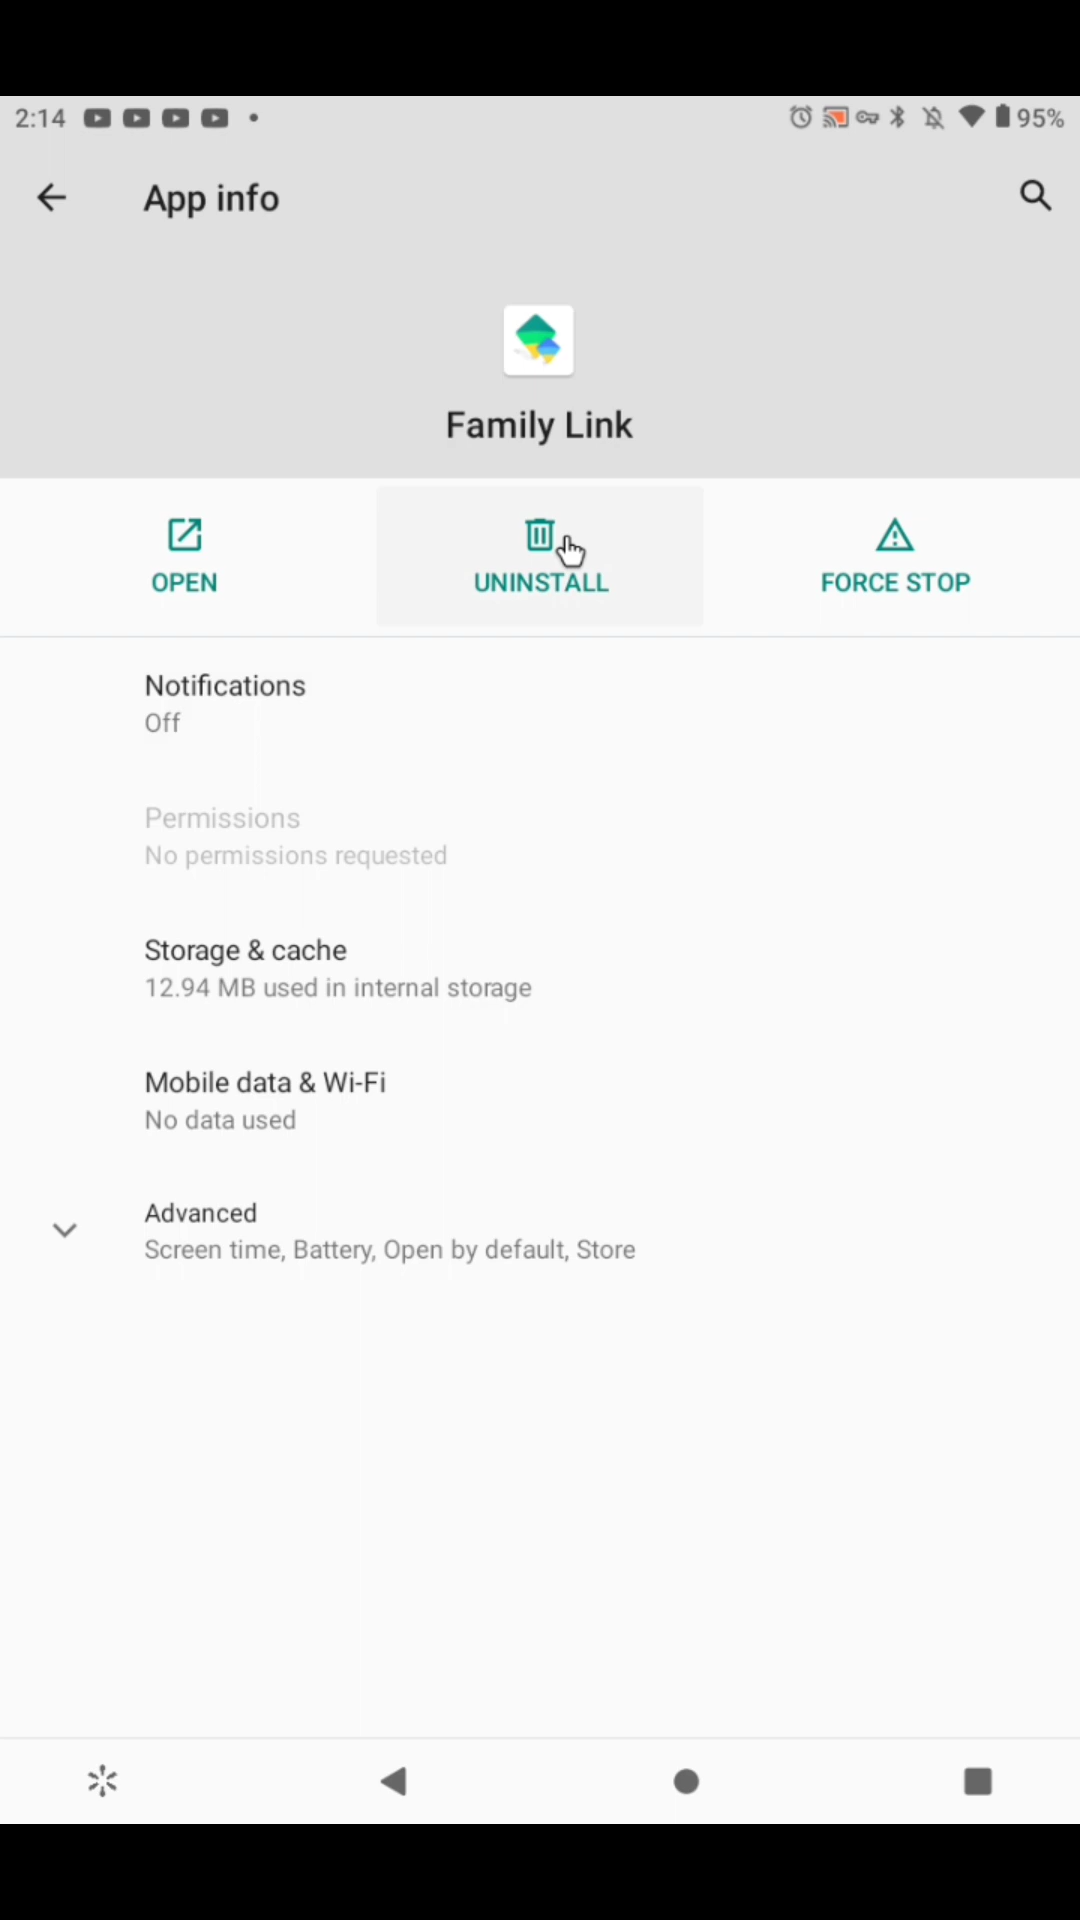 2:14
95%
App info
Family Link
OPEN
UNINSTALL
FORCE STOP
Notifications
Off
Permissions
No permissions requested
Storage & cache
12.94 MB used in internal storage
Mobile data & Wi-Fi
No data used
Advanced
Screen time, Battery, Open by default, Store